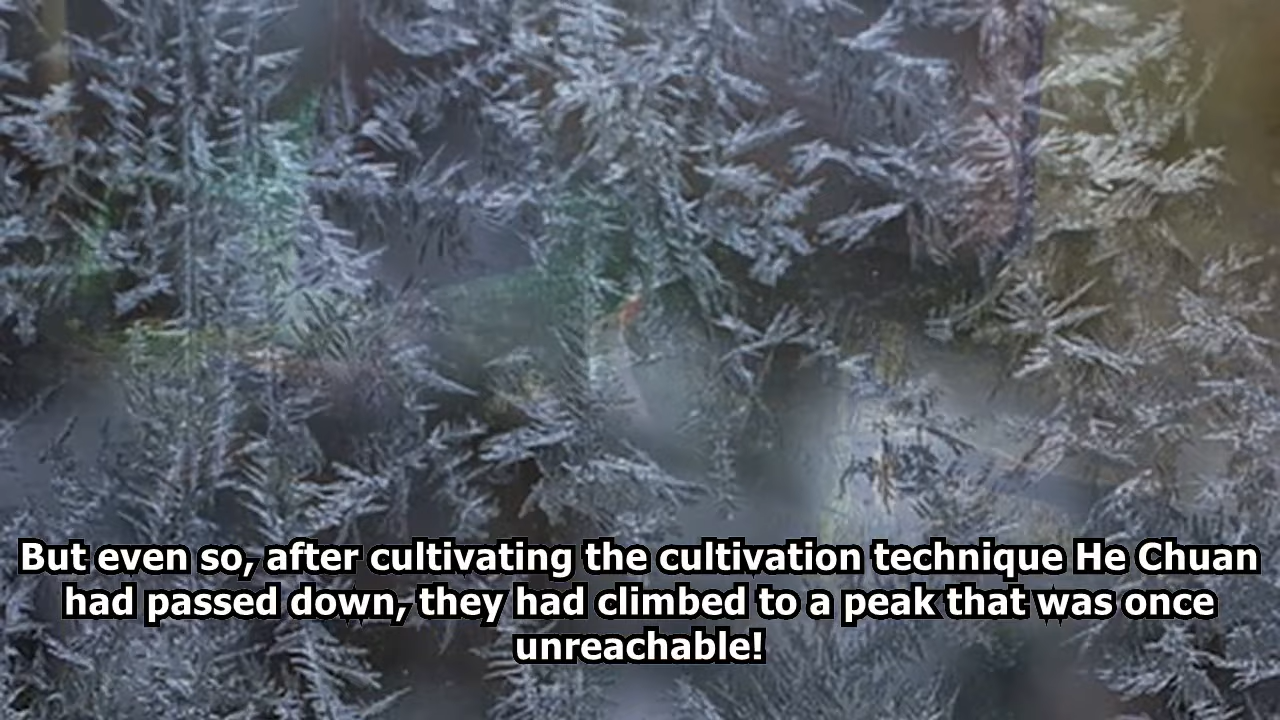 But even so, after cultivating the cultivation technique He Chuan
had passed down, they had climbed to a peak that was once
unreachable!